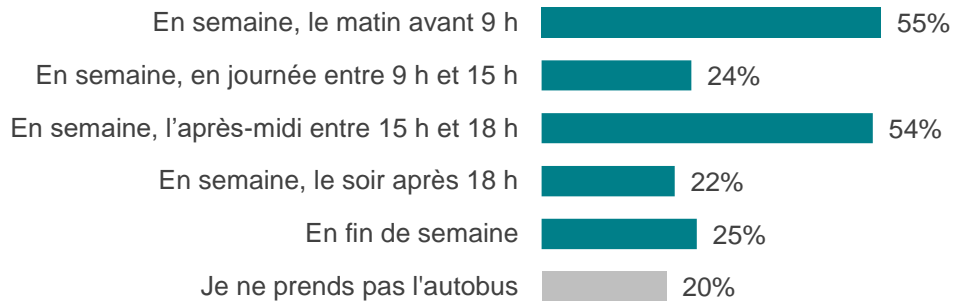 En semaine, le matin avant 9 h 55%
En semaine, en journée entre 9 h et 15 h 24%
En semaine, l’après-midi entre 15 h et 18 h 54%
En semaine, le soir après 18 h 22%
En fin de semaine 25%
Je ne prends pas l'autobus 20%